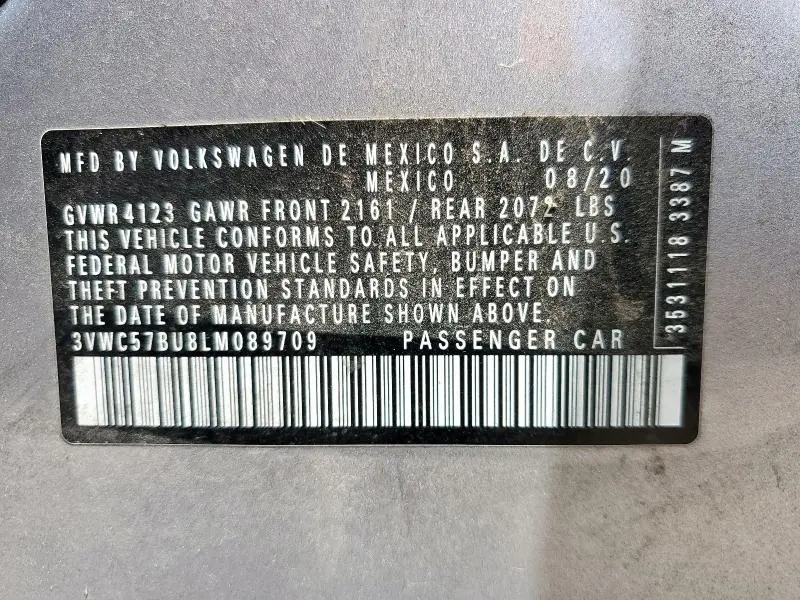 MFD BY VOLKSWAGEN DE MEXICO S.A. DE C.V.
MEXICO 08/20
GVWR 4123 GAWR FRONT 2161 / REAR 2072 LBS
THIS VEHICLE CONFORMS TO ALL APPLICABLE U.S.
FEDERAL MOTOR VEHICLE SAFETY, BUMPER AND
THEFT PREVENTION STANDARDS IN EFFECT ON
THE DATE OF MANUFACTURE SHOWN ABOVE.
3VWC57BU8LM089709 PASSENGER CAR
3531118 3387 M